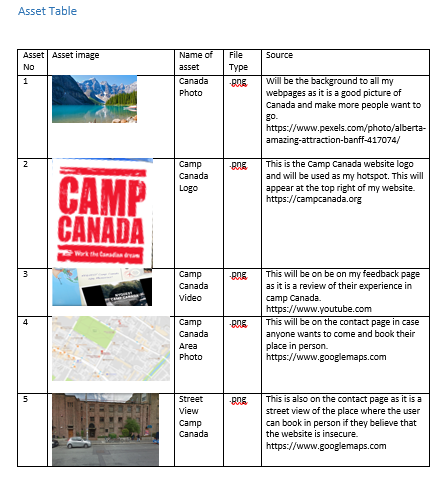 Asset Table
Asset No
Asset image
Name of asset
File Type
Source
1
Canada Photo
.png
Will be the background to all my
webpages as it is a good picture of
Canada and make more people want to
go.
https://www.pexels.com/photo/alberta-
amazing-attraction-banff-417074/
2
CAMP
CANADA
Work the Canadian dream
Camp Canada Logo
.png
This is the Camp Canada website logo
and will be used as my hotspot. This will
appear at the top right of my website.
https://campcanada.org
3
Camp Canada Video
.png
This will be on be on my feedback page
as it is a review of their experience in
camp Canada.
https://www.youtube.com
4
Camp Canada Area Photo
.png
This will be on the contact page in case
anyone wants to come and book their
place in person.
https://www.googlemaps.com
5
Street View Camp Canada
.png
This is also on the contact page as it is a
street view of the place where the user
can book in person if they believe that
the website is insecure.
https://www.googlemaps.com